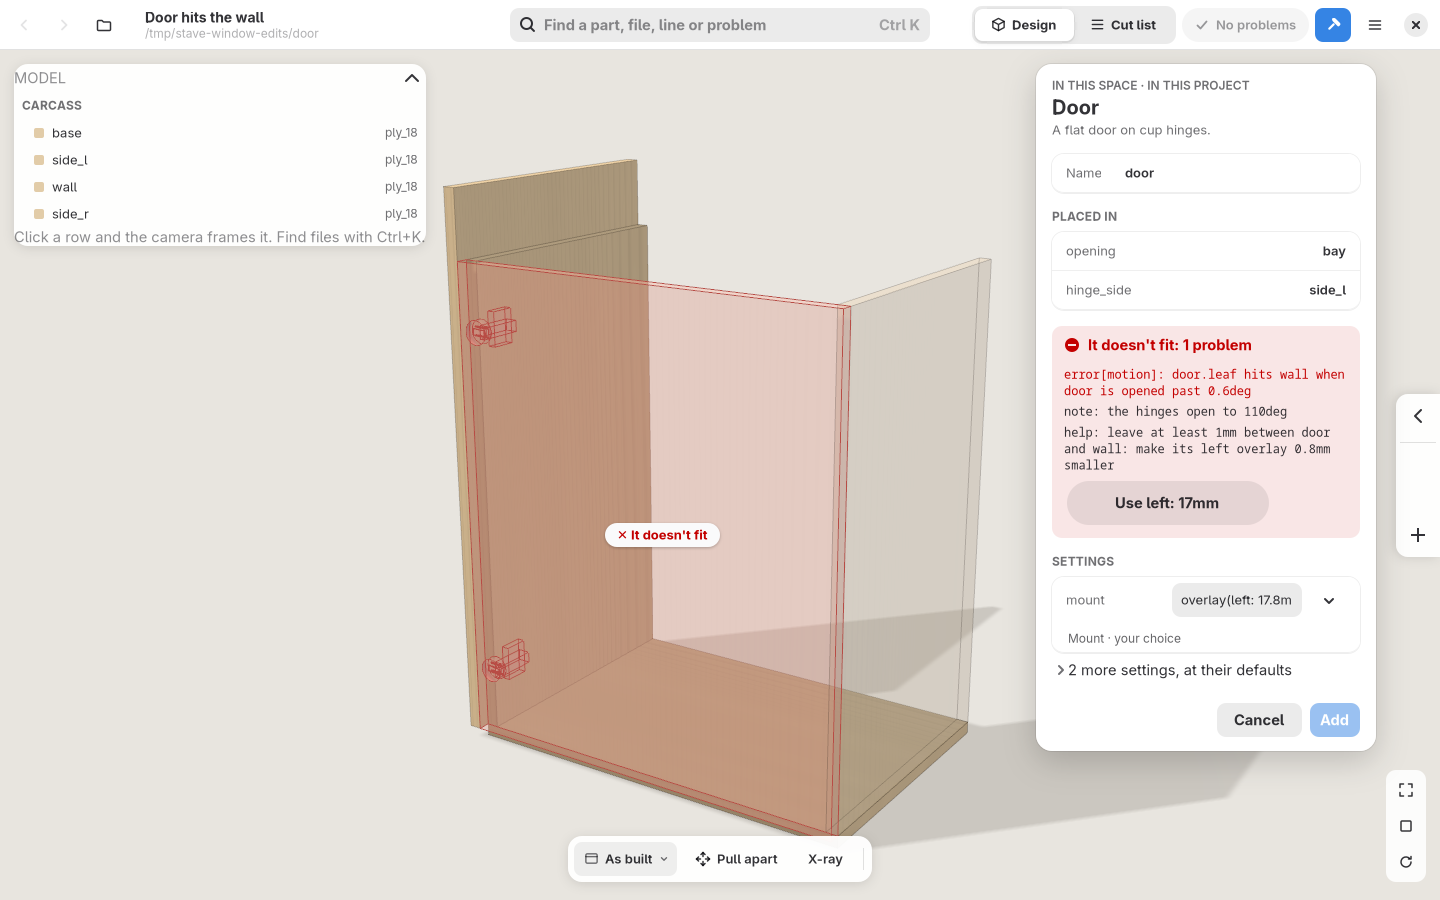 Door hits the wall
/tmp/stave-window-edits/door
Find a part, file, line or problem
Ctrl K
Design
Cut list
No problems
MODEL
CARCASS
base
ply_18
side_l
ply_18
wall
ply_18
side_r
ply_18
Click a row and the camera frames it. Find files with Ctrl+K.
It doesn't fit
As built
Pull apart
X-ray
IN THIS SPACE · IN THIS PROJECT
Door
A flat door on cup hinges.
Name
door
PLACED IN
opening
bay
hinge_side
side_l
It doesn't fit: 1 problem
error[motion]: door.leaf hits wall when
door is opened past 0.6deg
note: the hinges open to 110deg
help: leave at least 1mm between door
and wall: make its left overlay 0.8mm
smaller
Use left: 17mm
SETTINGS
mount
overlay(left: 17.8m
Mount · your choice
2 more settings, at their defaults
Cancel
Add